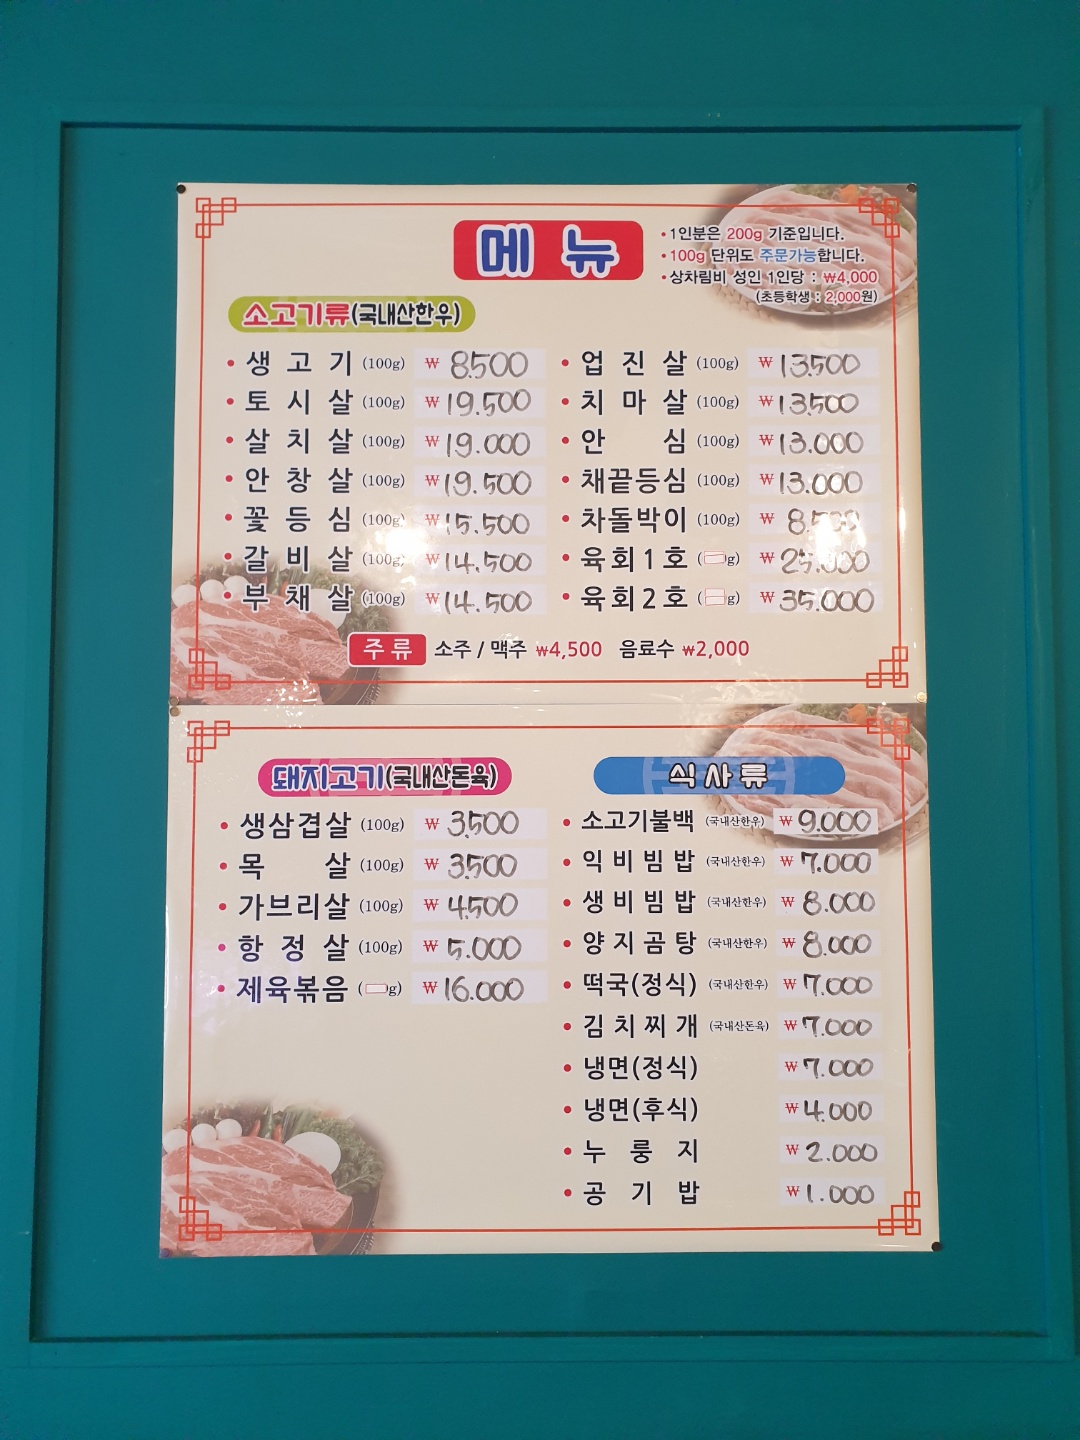 메뉴
• 1인분은 200g 기준입니다.
• 100g 단위도 주문가능합니다.
• 상차림비 성인 1인당 : ₩4,000
(초등학생 : 2,000원)
소고기류(국내산한우)
• 생고기 (100g) ₩ 8.500
• 토시살 (100g) ₩ 19.500
• 살치살 (100g) ₩ 19.000
• 안창살 (100g) ₩ 19.500
• 꽃등심 (100g) ₩ 15.500
• 갈비살 (100g) ₩ 14.500
• 부채살 (100g) ₩ 14.500
• 업진살 (100g) ₩ 13.500
• 치마살 (100g) ₩ 13.500
• 안심 (100g) ₩ 13.000
• 채끝등심 (100g) ₩ 13.000
• 차돌박이 (100g) ₩ 8.500
• 육회1호 ( g) ₩ 25.000
• 육회2호 ( g) ₩ 35.000
주류 소주 / 맥주 ₩4,500 음료수 ₩2,000
돼지고기(국내산돈육)
• 생삼겹살 (100g) ₩ 3.500
• 목살 (100g) ₩ 3.500
• 가브리살 (100g) ₩ 4.500
• 항정살 (100g) ₩ 5.000
• 제육볶음 ( g) ₩ 16.000
식사류
• 소고기불백 (국내산한우) ₩ 9.000
• 익비빔밥 (국내산한우) ₩ 7.000
• 생비빔밥 (국내산한우) ₩ 8.000
• 양지곰탕 (국내산한우) ₩ 8.000
• 떡국(정식) (국내산한우) ₩ 7.000
• 김치찌개 (국내산돈육) ₩ 7.000
• 냉면(정식) ₩ 7.000
• 냉면(후식) ₩ 4.000
• 누룽지 ₩ 2.000
• 공기밥 ₩ 1.000